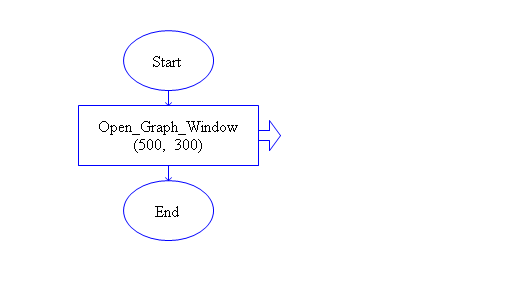 Start
Open_Graph_Window
(500, 300)
End